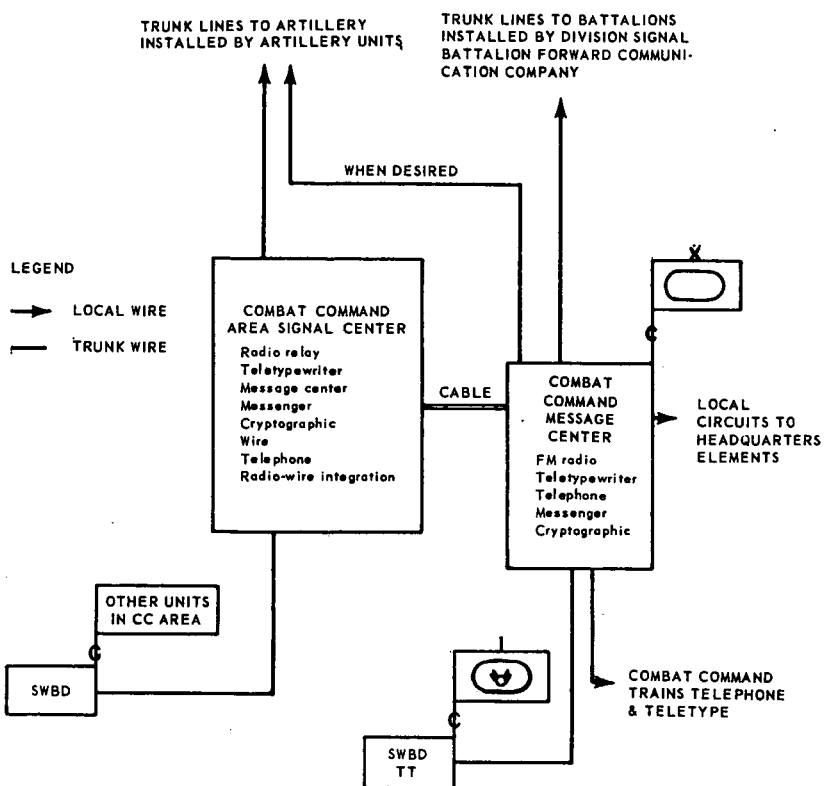 TRUNK LINES TO ARTILLERY
INSTALLED BY ARTILLERY UNITS
TRUNK LINES TO BATTALIONS
INSTALLED BY DIVISION SIGNAL
BATTALION FORWARD COMMUNI-
CATION COMPANY
WHEN DESIRED
LEGEND
LOCAL WIRE
TRUNK WIRE
COMBAT COMMAND
AREA SIGNAL CENTER
Radio relay
Teletypewriter
Message center
Messenger
Cryptographic
Wire
Telephone
Radio-wire integration
CABLE
X
C
COMBAT
COMMAND
MESSAGE
CENTER
FM radio
Teletypewriter
Telephone
Messenger
Cryptographic
LOCAL
CIRCUITS TO
HEADQUARTERS
ELEMENTS
OTHER UNITS
IN CC AREA
C
SWBD
I
C
SWBD
TT
COMBAT COMMAND
TRAINS TELEPHONE
& TELETYPE